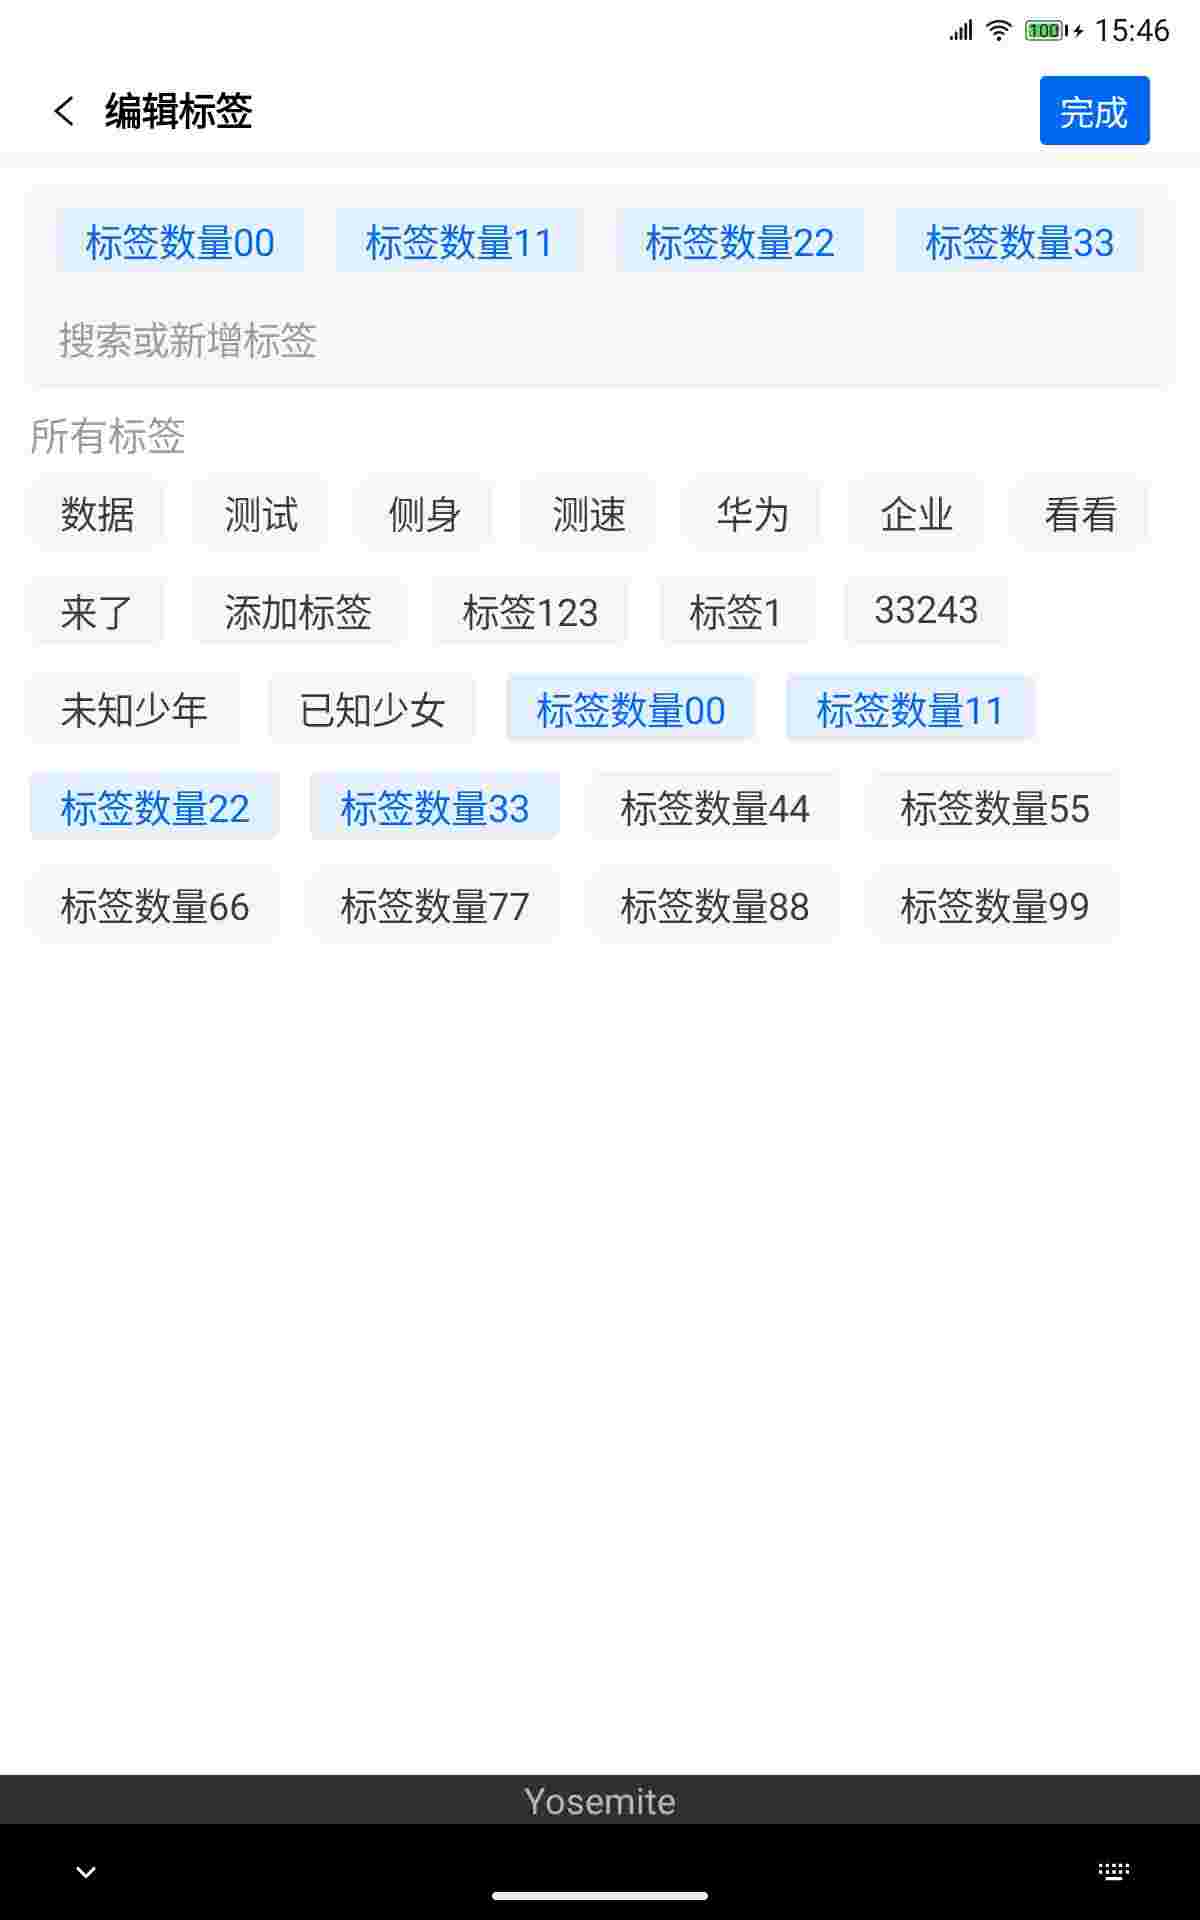 100 15:46
编辑标签 完成
标签数量00 标签数量11 标签数量22 标签数量33
搜索或新增标签
所有标签
数据 测试 侧身 测速 华为 企业 看看
来了 添加标签 标签123 标签1 33243
未知少年 已知少女 标签数量00 标签数量11
标签数量22 标签数量33 标签数量44 标签数量55
标签数量66 标签数量77 标签数量88 标签数量99
Yosemite